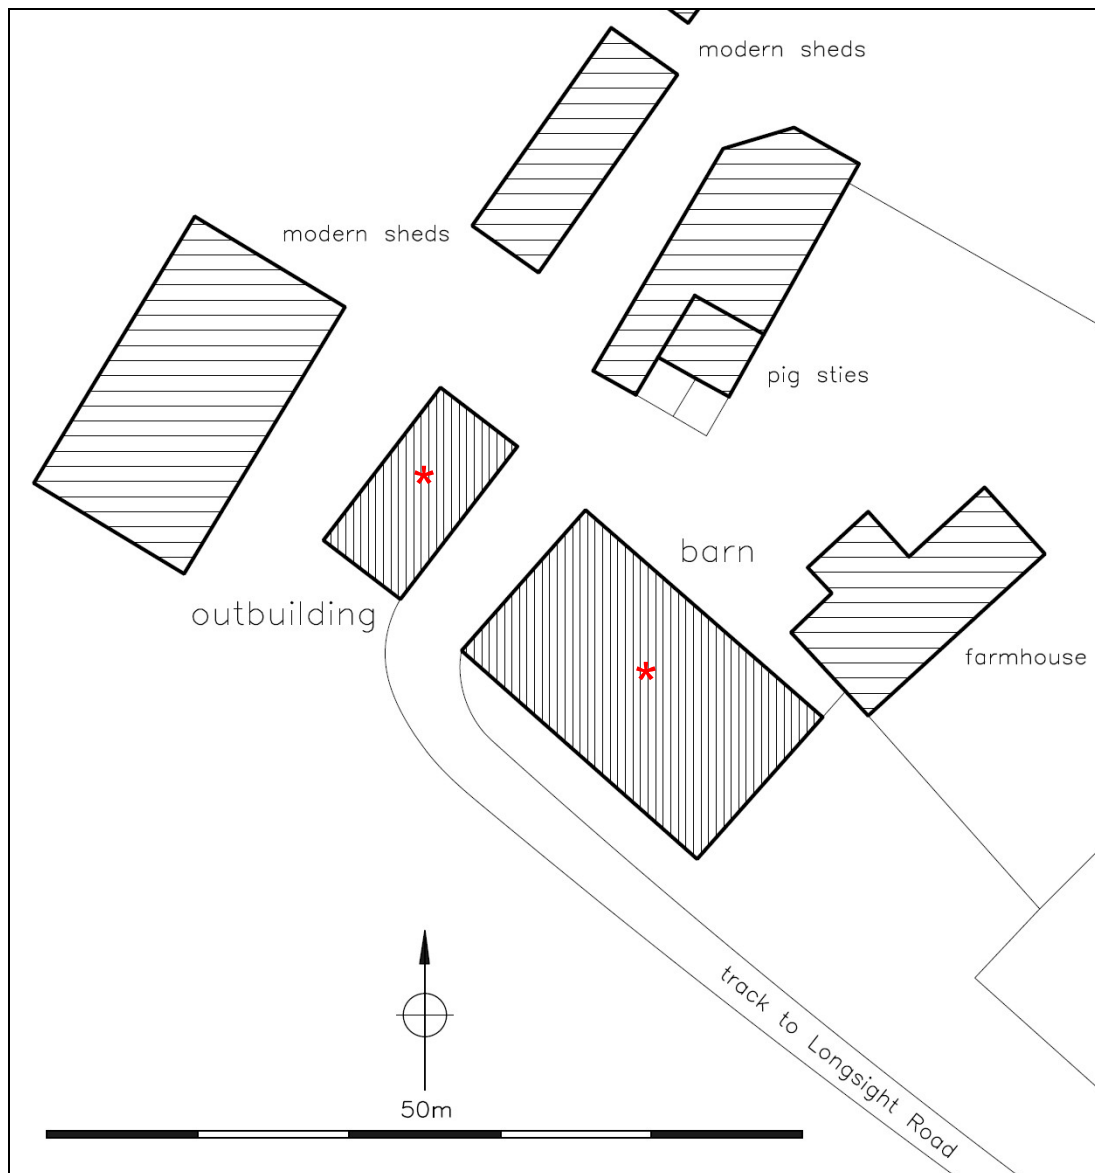 modern sheds
modern sheds
pig sties
barn
outbuilding
farmhouse
track to Longsight Road
50m